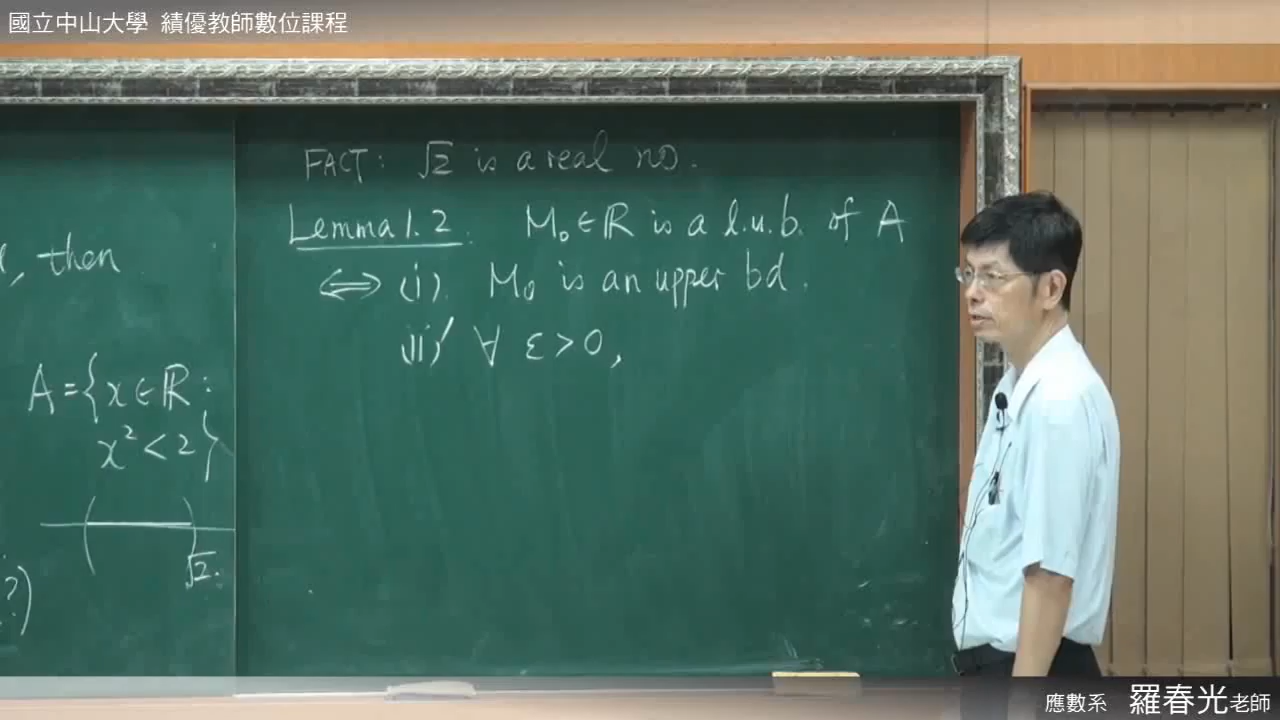 國立中山大學 績優教師數位課程
, then
A={x∈ℝ:
x²<2}
√2.
?)
FACT: √2 is a real no.
Lemma 1.2. M₀∈ℝ is a l.u.b. of A
⟺ (i). M₀ is an upper bd.
(ii)′ ∀ ε>0,
應數系 羅春光老師